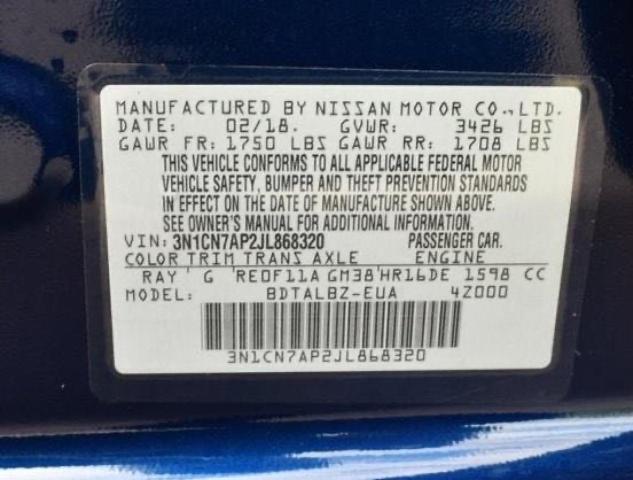 MANUFACTURED BY NISSAN MOTOR CO.,LTD.
DATE: 02/18. GVWR: 3426 LBS
GAWR FR: 1750 LBS GAWR RR: 1708 LBS
THIS VEHICLE CONFORMS TO ALL APPLICABLE FEDERAL MOTOR
VEHICLE SAFETY, BUMPER AND THEFT PREVENTION STANDARDS
IN EFFECT ON THE DATE OF MANUFACTURE SHOWN ABOVE.
SEE OWNER'S MANUAL FOR ADDITIONAL INFORMATION.
VIN: 3N1CN7AP2JL868320 PASSENGER CAR.
COLOR TRIM TRANS AXLE ENGINE
RAY G RE0F11A GM38 HR16DE 1598 CC
MODEL: BDTALBZ-EUA 4Z000
3N1CN7AP2JL868320